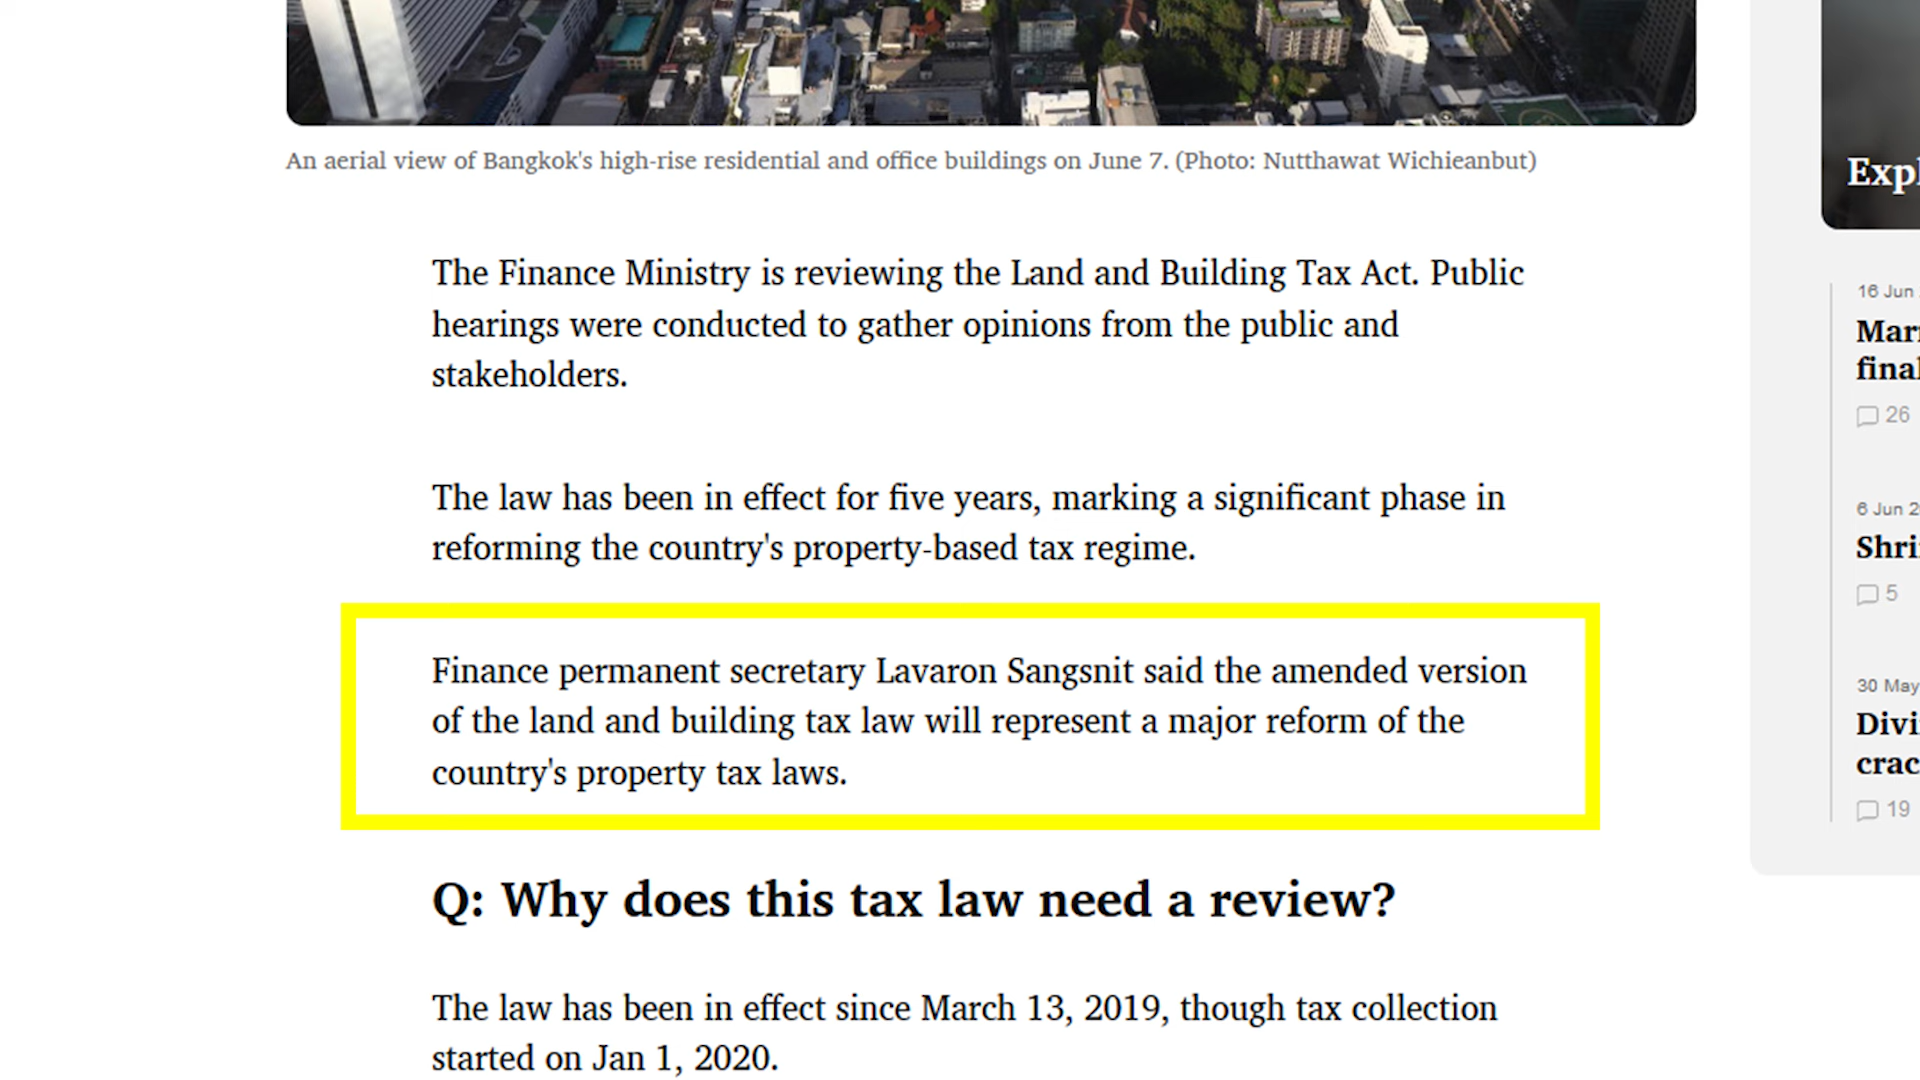 An aerial view of Bangkok's high-rise residential and office buildings on June 7. (Photo: Nutthawat Wichieanbut)
The Finance Ministry is reviewing the Land and Building Tax Act. Public
hearings were conducted to gather opinions from the public and
stakeholders.
The law has been in effect for five years, marking a significant phase in
reforming the country's property-based tax regime.
Finance permanent secretary Lavaron Sangsnit said the amended version
of the land and building tax law will represent a major reform of the
country's property tax laws.
Q: Why does this tax law need a review?
The law has been in effect since March 13, 2019, though tax collection
started on Jan 1, 2020.
16 Jun
26
6 Jun
5
30 May
19